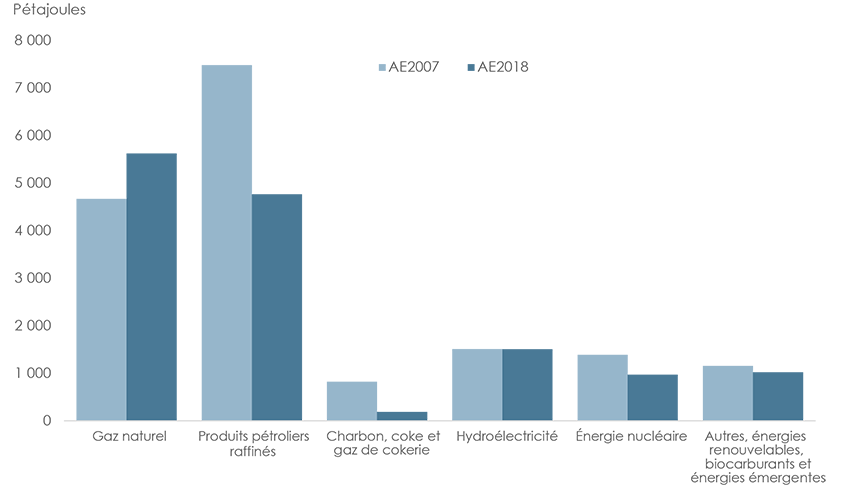 Pétajoules
8 000
7 000
6 000
5 000
4 000
3 000
2 000
1 000
0
AE2007
AE2018
Gaz naturel
Produits pétroliers
raffinés
Charbon, coke et
gaz de cokerie
Hydroélectricité
Énergie nucléaire
Autres, énergies
renouvelables,
biocarburants et
énergies émergentes